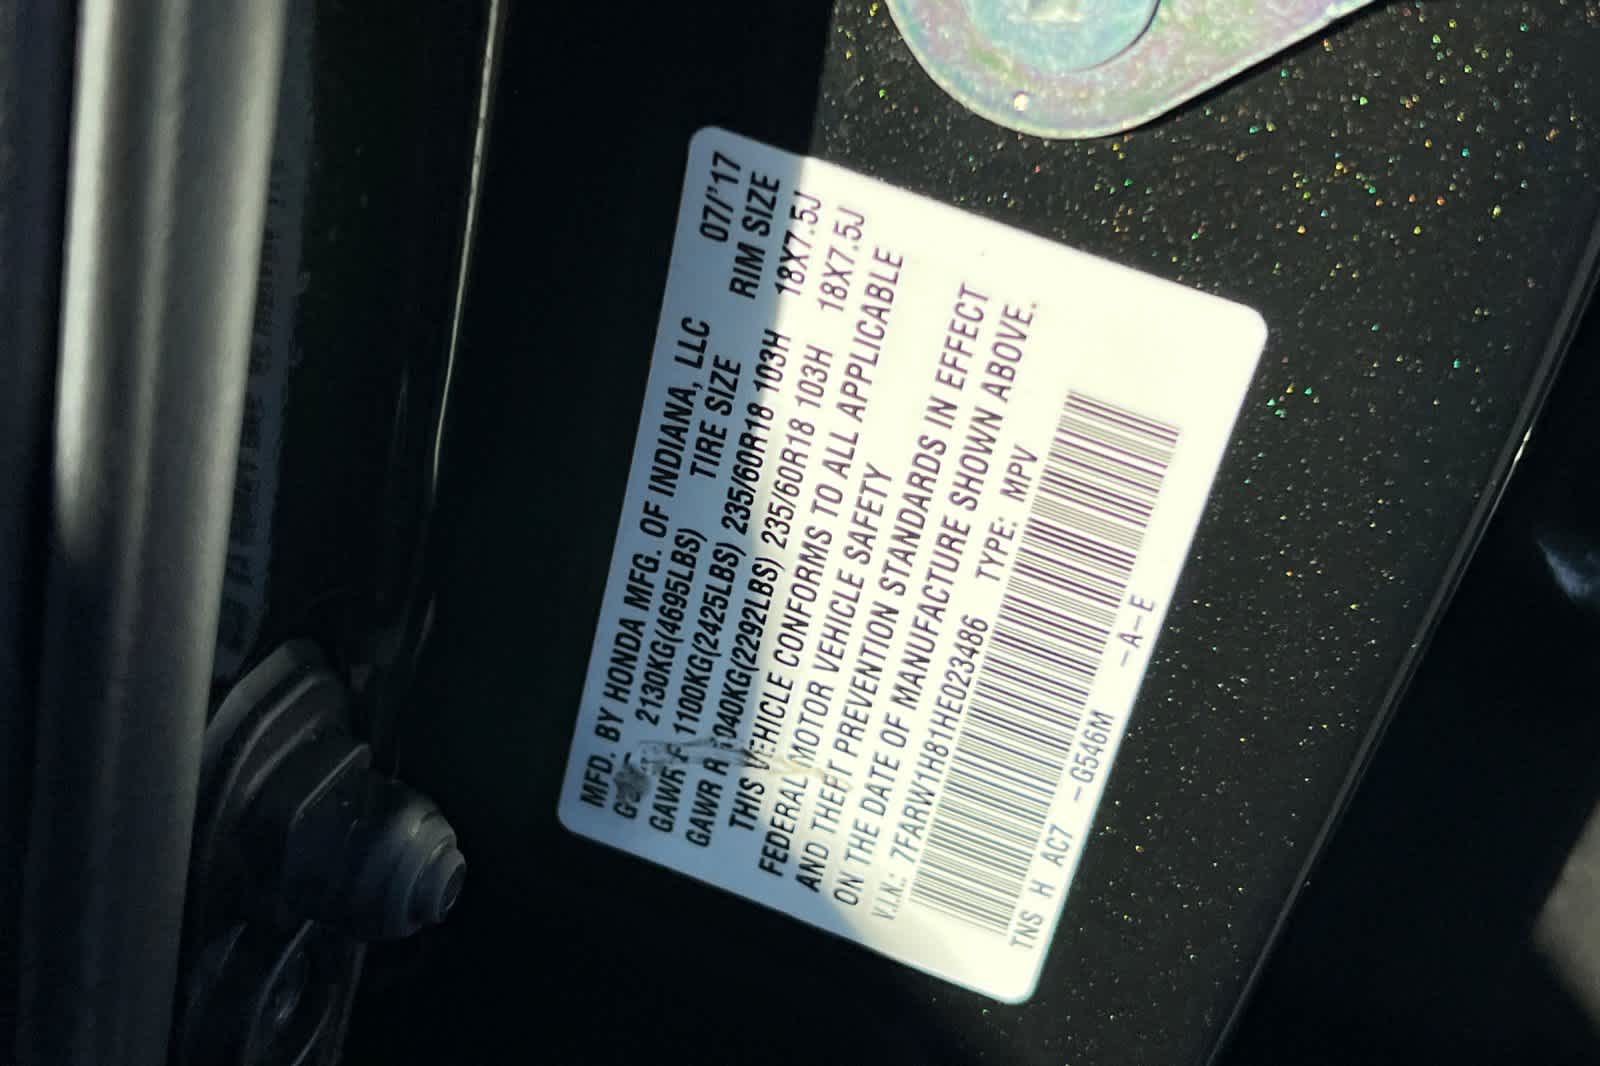 MFD. BY HONDA MFG. OF INDIANA, LLC 07/'17
2130KG(4695LBS) TIRE SIZE RIM SIZE
GAWR F 1100KG(2425LBS) 235/60R18 103H 18X7.5J
GAWR R 1040KG(2292LBS) 235/60R18 103H 18X7.5J
THIS VEHICLE CONFORMS TO ALL APPLICABLE
FEDERAL MOTOR VEHICLE SAFETY
AND THEFT PREVENTION STANDARDS IN EFFECT
ON THE DATE OF MANUFACTURE SHOWN ABOVE.
V.I.N.: 7FARW1H81HE023486 TYPE: MPV
TNS H AC7 -G546M -A-E